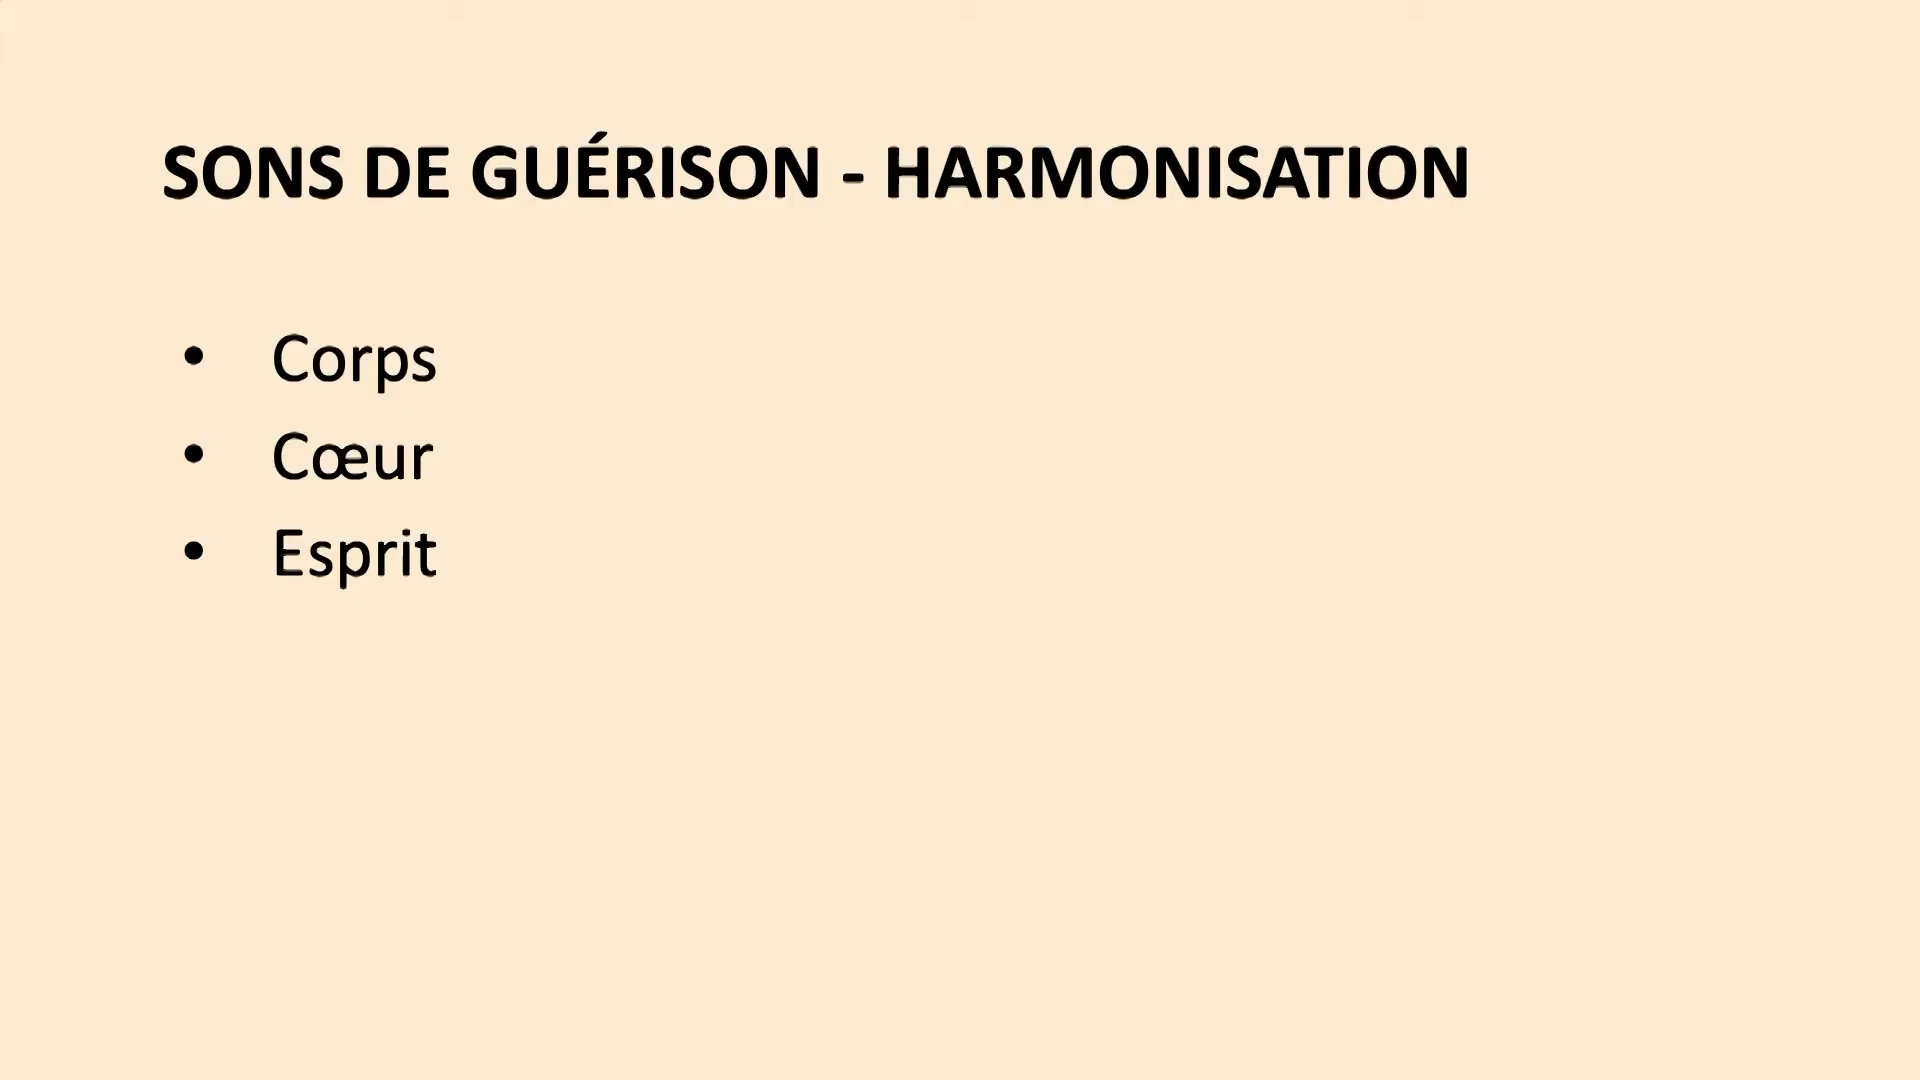 SONS DE GUÉRISON - HARMONISATION
• Corps
• Cœur
• Esprit